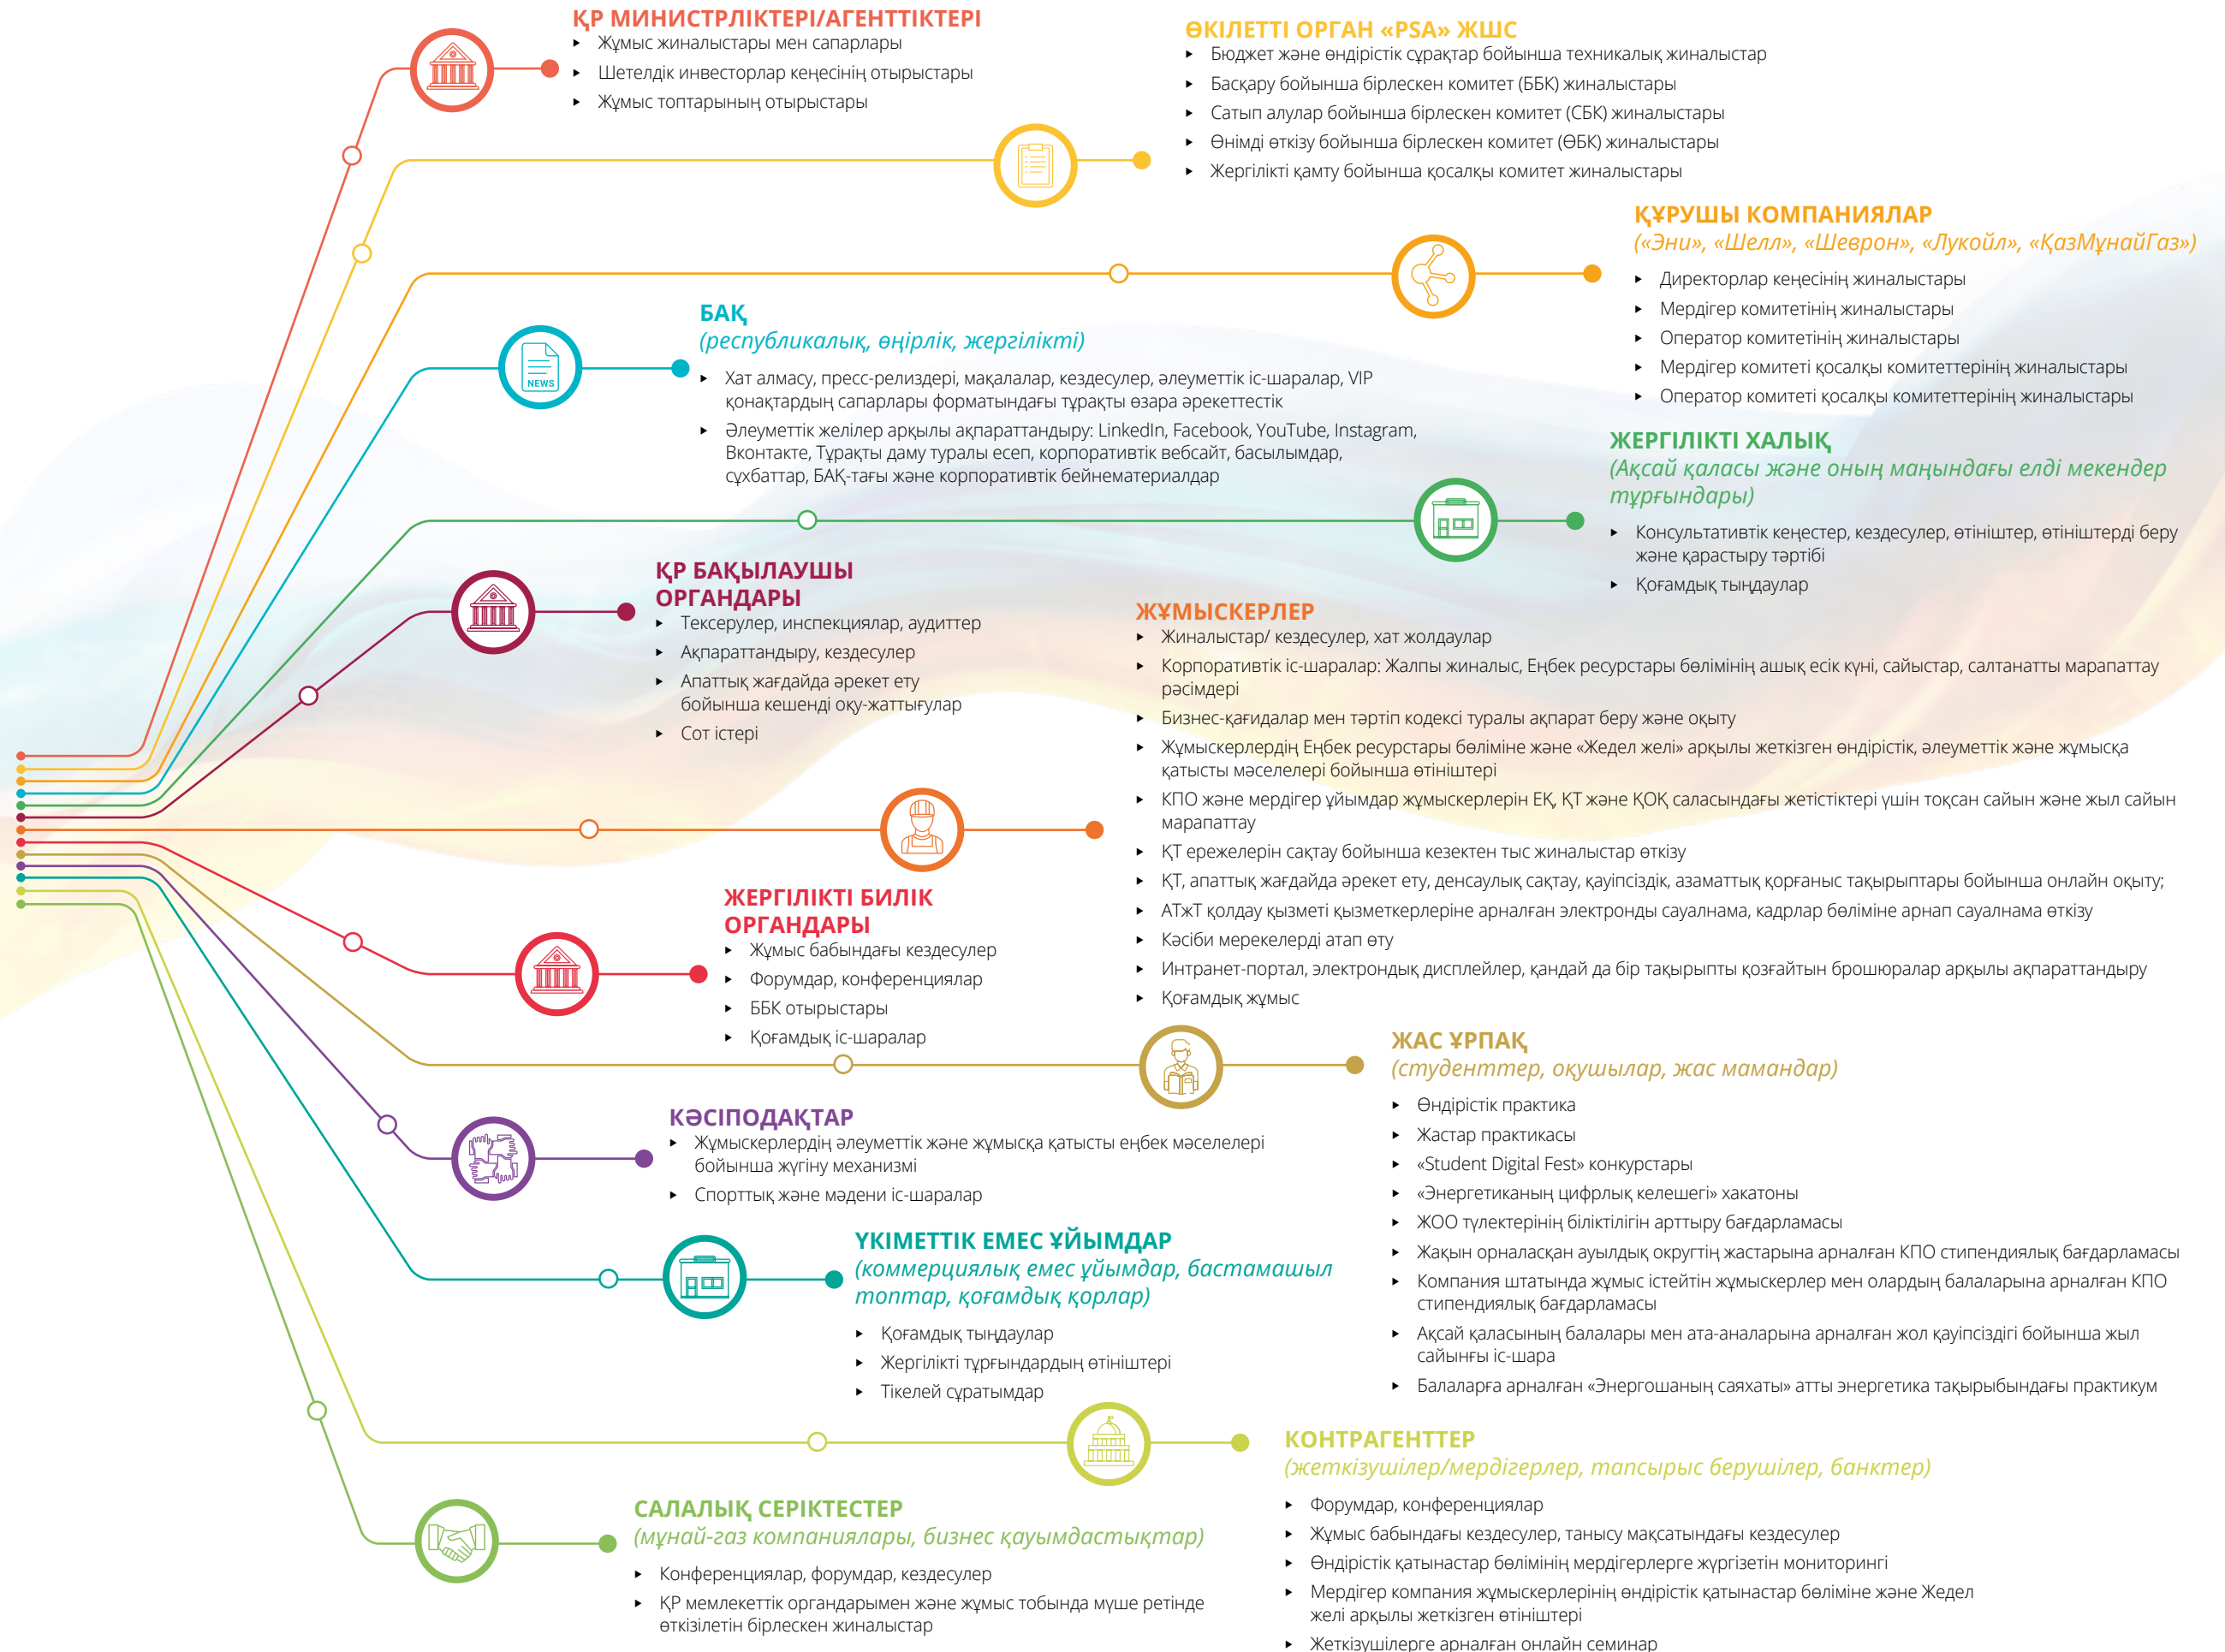 ҚР МИНИСТРЛІКТЕРІ/АГЕНТТІКТЕРІ
▸ Жұмыс жиналыстары мен сапарлары
▸ Шетелдік инвесторлар кеңесінің отырыстары
▸ Жұмыс топтарының отырыстары
ӨКІЛЕТТІ ОРГАН «PSA» ЖШС
▸ Бюджет және өндірістік сұрақтар бойынша техникалық жиналыстар
▸ Басқару бойынша бірлескен комитет (ББК) жиналыстары
▸ Сатып алулар бойынша бірлескен комитет (СБК) жиналыстары
▸ Өнімді өткізу бойынша бірлескен комитет (ӨБК) жиналыстары
▸ Жергілікті қамту бойынша қосалқы комитет жиналыстары
ҚҰРУШЫ КОМПАНИЯЛАР
(«Эни», «Шелл», «Шеврон», «Лукойл», «ҚазМұнайГаз»)
▸ Директорлар кеңесінің жиналыстары
▸ Мердігер комитетінің жиналыстары
▸ Оператор комитетінің жиналыстары
▸ Мердігер комитеті қосалқы комитеттерінің жиналыстары
▸ Оператор комитеті қосалқы комитеттерінің жиналыстары
NEWS
БАҚ
(республикалық, өңірлік, жергілікті)
▸ Хат алмасу, пресс-релиздері, мақалалар, кездесулер, әлеуметтік іс-шаралар, VIP
қонақтардың сапарлары форматындағы тұрақты өзара әрекеттестік
▸ Әлеуметтік желілер арқылы ақпараттандыру: LinkedIn, Facebook, YouTube, Instagram,
Вконтакте, Тұрақты даму туралы есеп, корпоративтік вебсайт, басылымдар,
сұхбаттар, БАҚ-тағы және корпоративтік бейнематериалдар
ЖЕРГІЛІКТІ ХАЛЫҚ
(Ақсай қаласы және оның маңындағы елді мекендер
тұрғындары)
▸ Консультативтік кеңестер, кездесулер, өтініштер, өтініштерді беру
және қарастыру тәртібі
▸ Қоғамдық тыңдаулар
ҚР БАҚЫЛАУШЫ
ОРГАНДАРЫ
▸ Тексерулер, инспекциялар, аудиттер
▸ Ақпараттандыру, кездесулер
▸ Апаттық жағдайда әрекет ету
бойынша кешенді оқу-жаттығулар
▸ Сот істері
ЖҰМЫСКЕРЛЕР
▸ Жиналыстар/ кездесулер, хат жолдаулар
▸ Корпоративтік іс-шаралар: Жалпы жиналыс, Еңбек ресурстары бөлімінің ашық есік күні, сайыстар, салтанатты марапаттау
рәсімдері
▸ Бизнес-қағидалар мен тәртіп кодексі туралы ақпарат беру және оқыту
▸ Жұмыскерлердің Еңбек ресурстары бөліміне және «Жедел желі» арқылы жеткізген өндірістік, әлеуметтік және жұмысқа
қатысты мәселелері бойынша өтініштері
▸ КПО және мердігер ұйымдар жұмыскерлерін ЕҚ, ҚТ және ҚОҚ саласындағы жетістіктері үшін тоқсан сайын және жыл сайын
марапаттау
▸ ҚТ ережелерін сақтау бойынша кезектен тыс жиналыстар өткізу
▸ ҚТ, апаттық жағдайда әрекет ету, денсаулық сақтау, қауіпсіздік, азаматтық қорғаныс тақырыптары бойынша онлайн оқыту;
▸ АТжТ қолдау қызметі қызметкерлеріне арналған электронды сауалнама, кадрлар бөліміне арнап сауалнама өткізу
▸ Кәсіби мерекелерді атап өту
▸ Интранет-портал, электрондық дисплейлер, қандай да бір тақырыпты қозғайтын брошюралар арқылы ақпараттандыру
▸ Қоғамдық жұмыс
ЖЕРГІЛІКТІ БИЛІК
ОРГАНДАРЫ
▸ Жұмыс бабындағы кездесулер
▸ Форумдар, конференциялар
▸ ББК отырыстары
▸ Қоғамдық іс-шаралар
ЖАС ҰРПАҚ
(студенттер, оқушылар, жас мамандар)
▸ Өндірістік практика
▸ Жастар практикасы
▸ «Student Digital Fest» конкурстары
▸ «Энергетиканың цифрлық келешегі» хакатоны
▸ ЖОО түлектерінің біліктілігін арттыру бағдарламасы
▸ Жақын орналасқан ауылдық округтің жастарына арналған КПО стипендиялық бағдарламасы
▸ Компания штатында жұмыс істейтін жұмыскерлер мен олардың балаларына арналған КПО
стипендиялық бағдарламасы
▸ Ақсай қаласының балалары мен ата-аналарына арналған жол қауіпсіздігі бойынша жыл
сайынғы іс-шара
▸ Балаларға арналған «Энергошаның саяхаты» атты энергетика тақырыбындағы практикум
КӘСІПОДАҚТАР
▸ Жұмыскерлердің әлеуметтік және жұмысқа қатысты еңбек мәселелері
бойынша жүгіну механизмі
▸ Спорттық және мәдени іс-шаралар
ҮКІМЕТТІК ЕМЕС ҰЙЫМДАР
(коммерциялық емес ұйымдар, бастамашыл
топтар, қоғамдық қорлар)
▸ Қоғамдық тыңдаулар
▸ Жергілікті тұрғындардың өтініштері
▸ Тікелей сұратымдар
КОНТРАГЕНТТЕР
(жеткізушілер/мердігерлер, тапсырыс берушілер, банктер)
▸ Форумдар, конференциялар
▸ Жұмыс бабындағы кездесулер, танысу мақсатындағы кездесулер
▸ Өндірістік қатынастар бөлімінің мердігерлерге жүргізетін мониторингі
▸ Мердігер компания жұмыскерлерінің өндірістік қатынастар бөліміне және Жедел
желі арқылы жеткізген өтініштері
▸ Жеткізушілерге арналған онлайн семинар
САЛАЛЫҚ СЕРІКТЕСТЕР
(мұнай-газ компаниялары, бизнес қауымдастықтар)
▸ Конференциялар, форумдар, кездесулер
▸ ҚР мемлекеттік органдарымен және жұмыс тобында мүше ретінде
өткізілетін бірлескен жиналыстар